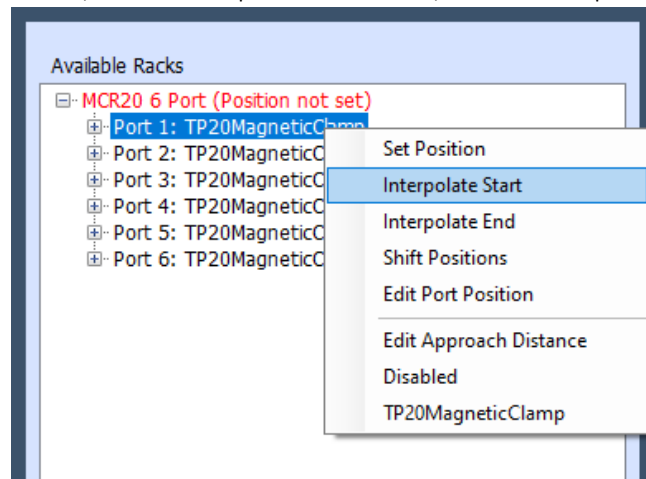 Available Racks
MCR20 6 Port (Position not set)
Port 1: TP20MagneticClamp
Port 2: TP20MagneticC
Port 3: TP20MagneticC
Port 4: TP20MagneticC
Port 5: TP20MagneticC
Port 6: TP20MagneticC
Set Position
Interpolate Start
Interpolate End
Shift Positions
Edit Port Position
Edit Approach Distance
Disabled
TP20MagneticClamp